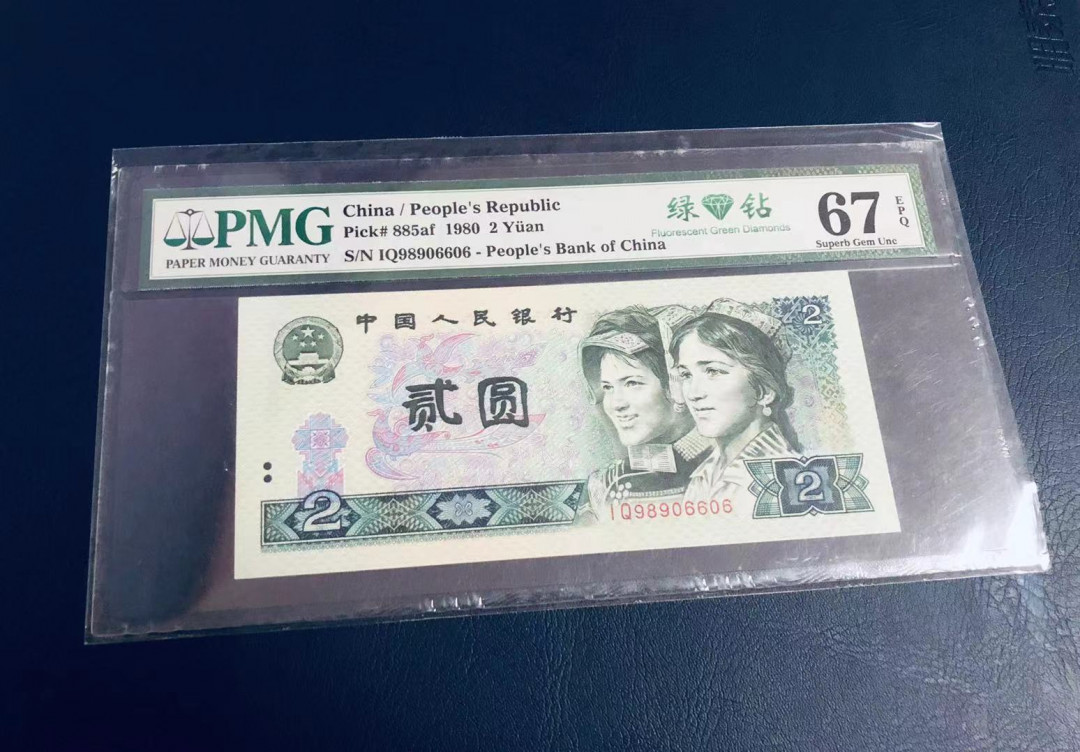 PMG
PAPER MONEY GUARANTY
China / People's Republic
Pick# 885af 1980 2 Yüan
S/N IQ98906606 - People's Bank of China
绿 钻
Fluorescent Green Diamonds
67
EPQ
Superb Gem Unc
中国人民银行
2
贰圆
2
2
IQ98906606